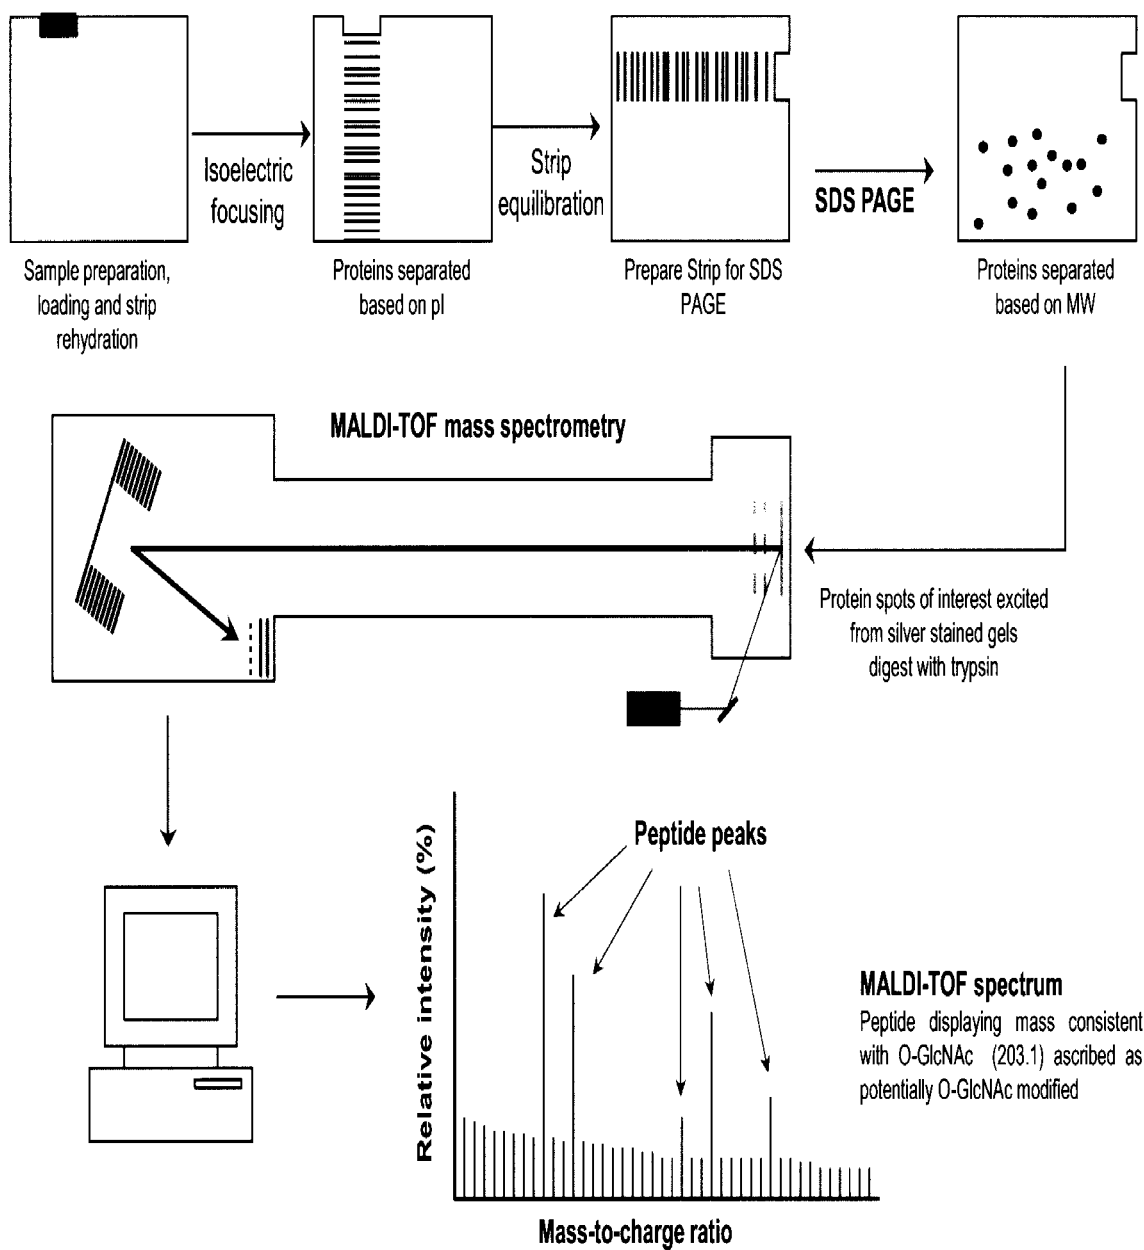 Isoelectric
focusing
Strip
equilibration
SDS PAGE
Sample preparation,
loading and strip
rehydration
Proteins separated
based on pI
Prepare Strip for SDS
PAGE
Proteins separated
based on MW
MALDI-TOF mass spectrometry
Protein spots of interest excited
from silver stained gels
digest with trypsin
Relative intensity (%)
Peptide peaks
MALDI-TOF spectrum
Peptide displaying mass consistent
with O-GlcNAc (203.1) ascribed as
potentially O-GlcNAc modified
Mass-to-charge ratio